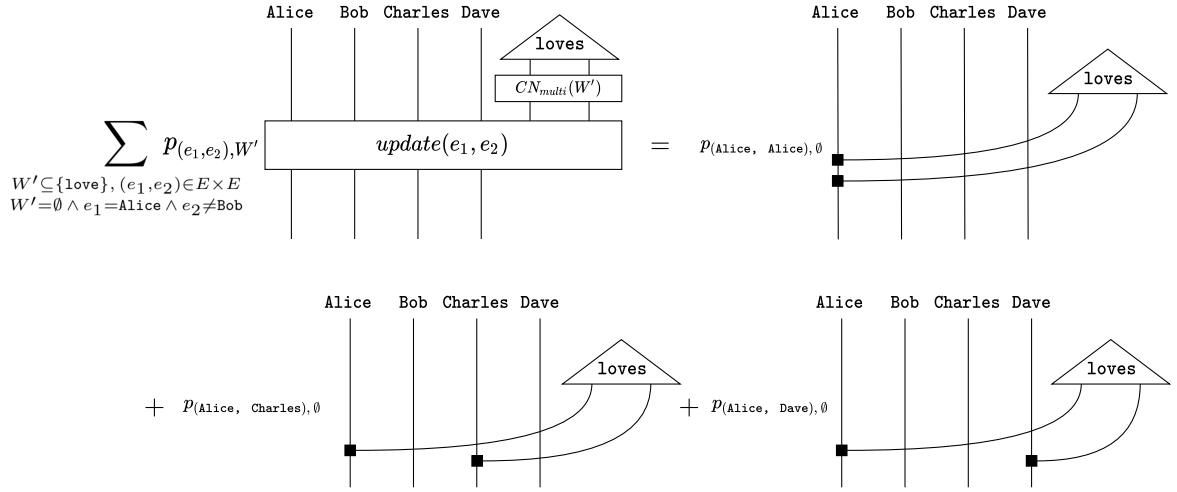 Alice Bob Charles Dave
loves
CN_{multi}(W′)
∑ p_{(e₁,e₂),W′} update(e₁, e₂) = p_{(Alice, Alice),∅}
W′⊆{love}, (e₁,e₂)∈E×E
W′=∅ ∧ e₁=Alice ∧ e₂≠Bob
Alice Bob Charles Dave
loves
Alice Bob Charles Dave
loves
+ p_{(Alice, Charles),∅}
Alice Bob Charles Dave
loves
+ p_{(Alice, Dave),∅}